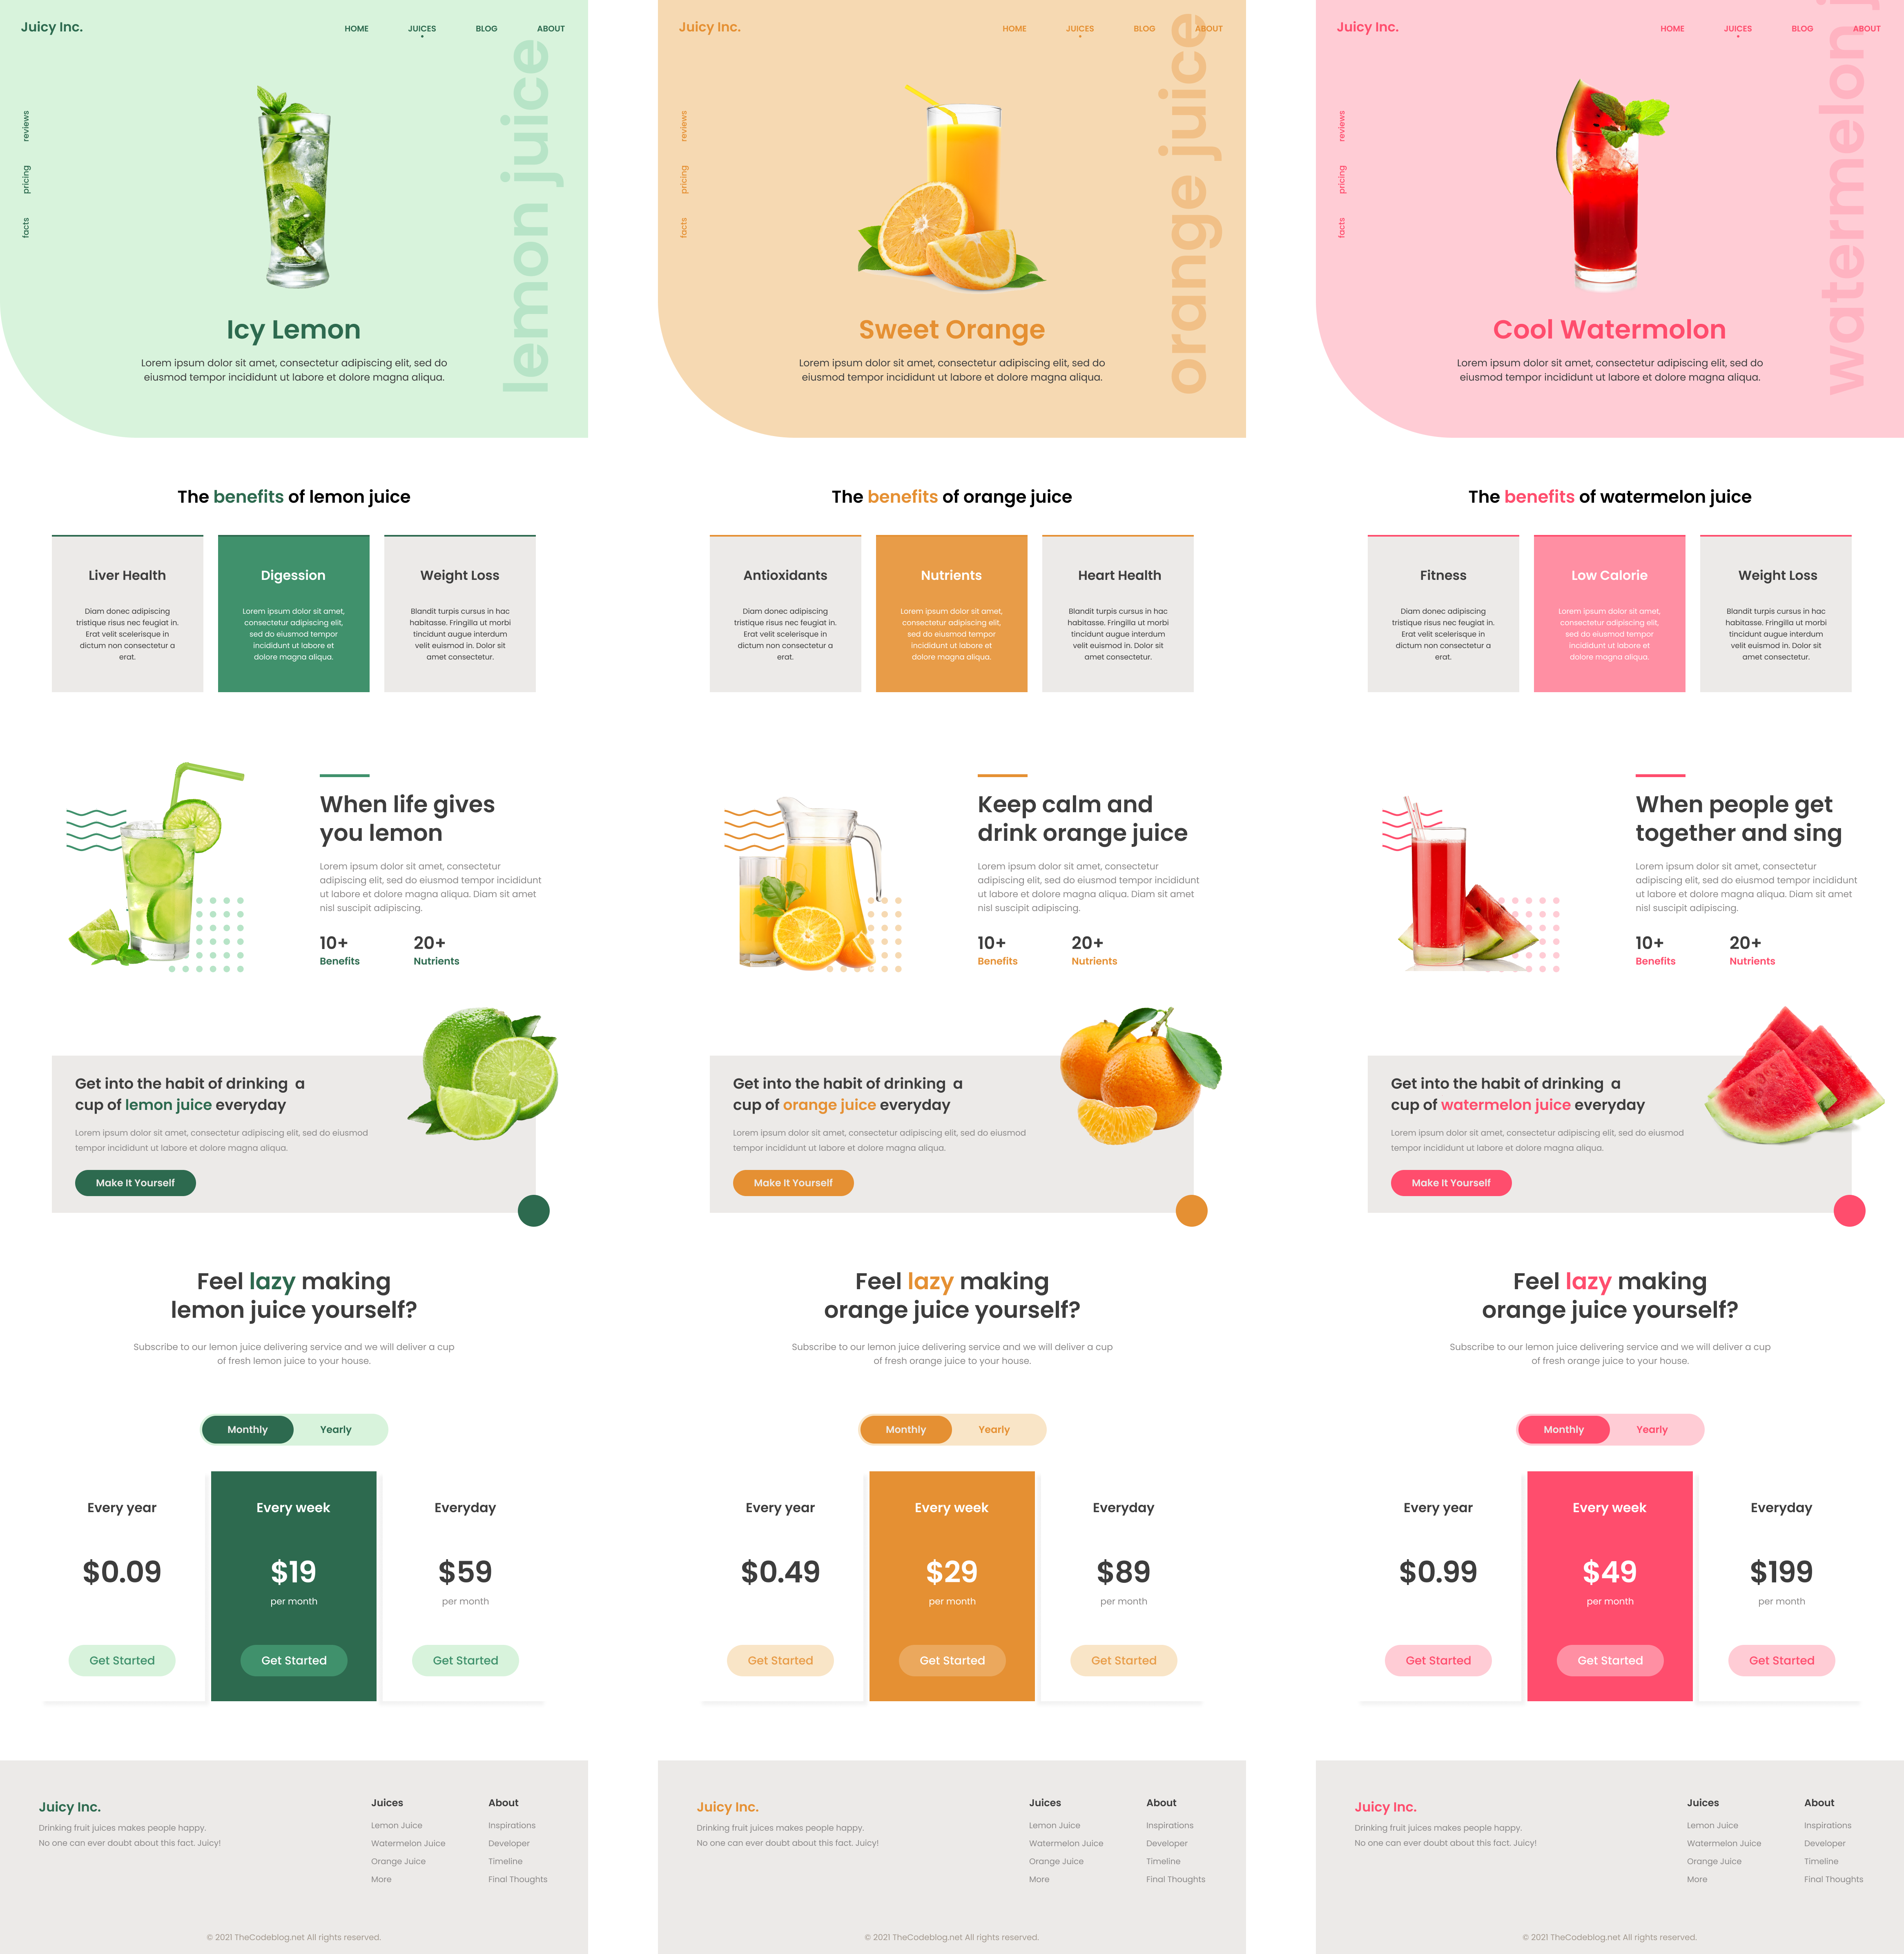 Juicy Inc.
HOME JUICES BLOG ABOUT
reviews
pricing
facts
lemon juice
Icy Lemon
Lorem ipsum dolor sit amet, consectetur adipiscing elit, sed do
eiusmod tempor incididunt ut labore et dolore magna aliqua.
The benefits of lemon juice
Liver Health
Diam donec adipiscing
tristique risus nec feugiat in.
Erat velit scelerisque in
dictum non consectetur a
erat.
Digession
Lorem ipsum dolor sit amet,
consectetur adipiscing elit,
sed do eiusmod tempor
incididunt ut labore et
dolore magna aliqua.
Weight Loss
Blandit turpis cursus in hac
habitasse. Fringilla ut morbi
tincidunt augue interdum
velit euismod in. Dolor sit
amet consectetur.
When life gives
you lemon
Lorem ipsum dolor sit amet, consectetur
adipiscing elit, sed do eiusmod tempor incididunt
ut labore et dolore magna aliqua. Diam sit amet
nisl suscipit adipiscing.
10+ 20+
Benefits Nutrients
Get into the habit of drinking a
cup of lemon juice everyday
Lorem ipsum dolor sit amet, consectetur adipiscing elit, sed do eiusmod
tempor incididunt ut labore et dolore magna aliqua.
Make It Yourself
Feel lazy making
lemon juice yourself?
Subscribe to our lemon juice delivering service and we will deliver a cup
of fresh lemon juice to your house.
Monthly Yearly
Every year
$0.09
Get Started
Every week
$19
per month
Get Started
Everyday
$59
per month
Get Started
Juicy Inc.
Drinking fruit juices makes people happy.
No one can ever doubt about this fact. Juicy!
Juices
Lemon Juice
Watermelon Juice
Orange Juice
More
About
Inspirations
Developer
Timeline
Final Thoughts
© 2021 TheCodeblog.net All rights reserved.
Juicy Inc.
HOME JUICES BLOG ABOUT
reviews
pricing
facts
orange juice
Sweet Orange
Lorem ipsum dolor sit amet, consectetur adipiscing elit, sed do
eiusmod tempor incididunt ut labore et dolore magna aliqua.
The benefits of orange juice
Antioxidants
Diam donec adipiscing
tristique risus nec feugiat in.
Erat velit scelerisque in
dictum non consectetur a
erat.
Nutrients
Lorem ipsum dolor sit amet,
consectetur adipiscing elit,
sed do eiusmod tempor
incididunt ut labore et
dolore magna aliqua.
Heart Health
Blandit turpis cursus in hac
habitasse. Fringilla ut morbi
tincidunt augue interdum
velit euismod in. Dolor sit
amet consectetur.
Keep calm and
drink orange juice
Lorem ipsum dolor sit amet, consectetur
adipiscing elit, sed do eiusmod tempor incididunt
ut labore et dolore magna aliqua. Diam sit amet
nisl suscipit adipiscing.
10+ 20+
Benefits Nutrients
Get into the habit of drinking a
cup of orange juice everyday
Lorem ipsum dolor sit amet, consectetur adipiscing elit, sed do eiusmod
tempor incididunt ut labore et dolore magna aliqua.
Make It Yourself
Feel lazy making
orange juice yourself?
Subscribe to our lemon juice delivering service and we will deliver a cup
of fresh orange juice to your house.
Monthly Yearly
Every year
$0.49
Get Started
Every week
$29
per month
Get Started
Everyday
$89
per month
Get Started
Juicy Inc.
Drinking fruit juices makes people happy.
No one can ever doubt about this fact. Juicy!
Juices
Lemon Juice
Watermelon Juice
Orange Juice
More
About
Inspirations
Developer
Timeline
Final Thoughts
© 2021 TheCodeblog.net All rights reserved.
Juicy Inc.
HOME JUICES BLOG ABOUT
reviews
pricing
facts
watermelon j
Cool Watermolon
Lorem ipsum dolor sit amet, consectetur adipiscing elit, sed do
eiusmod tempor incididunt ut labore et dolore magna aliqua.
The benefits of watermelon juice
Fitness
Diam donec adipiscing
tristique risus nec feugiat in.
Erat velit scelerisque in
dictum non consectetur a
erat.
Low Calorie
Lorem ipsum dolor sit amet,
consectetur adipiscing elit,
sed do eiusmod tempor
incididunt ut labore et
dolore magna aliqua.
Weight Loss
Blandit turpis cursus in hac
habitasse. Fringilla ut morbi
tincidunt augue interdum
velit euismod in. Dolor sit
amet consectetur.
When people get
together and sing
Lorem ipsum dolor sit amet, consectetur
adipiscing elit, sed do eiusmod tempor incididunt
ut labore et dolore magna aliqua. Diam sit amet
nisl suscipit adipiscing.
10+ 20+
Benefits Nutrients
Get into the habit of drinking a
cup of watermelon juice everyday
Lorem ipsum dolor sit amet, consectetur adipiscing elit, sed do eiusmod
tempor incididunt ut labore et dolore magna aliqua.
Make It Yourself
Feel lazy making
orange juice yourself?
Subscribe to our lemon juice delivering service and we will deliver a cup
of fresh orange juice to your house.
Monthly Yearly
Every year
$0.99
Get Started
Every week
$49
per month
Get Started
Everyday
$199
per month
Get Started
Juicy Inc.
Drinking fruit juices makes people happy.
No one can ever doubt about this fact. Juicy!
Juices
Lemon Juice
Watermelon Juice
Orange Juice
More
About
Inspirations
Developer
Timeline
Final Thoughts
© 2021 TheCodeblog.net All rights reserved.